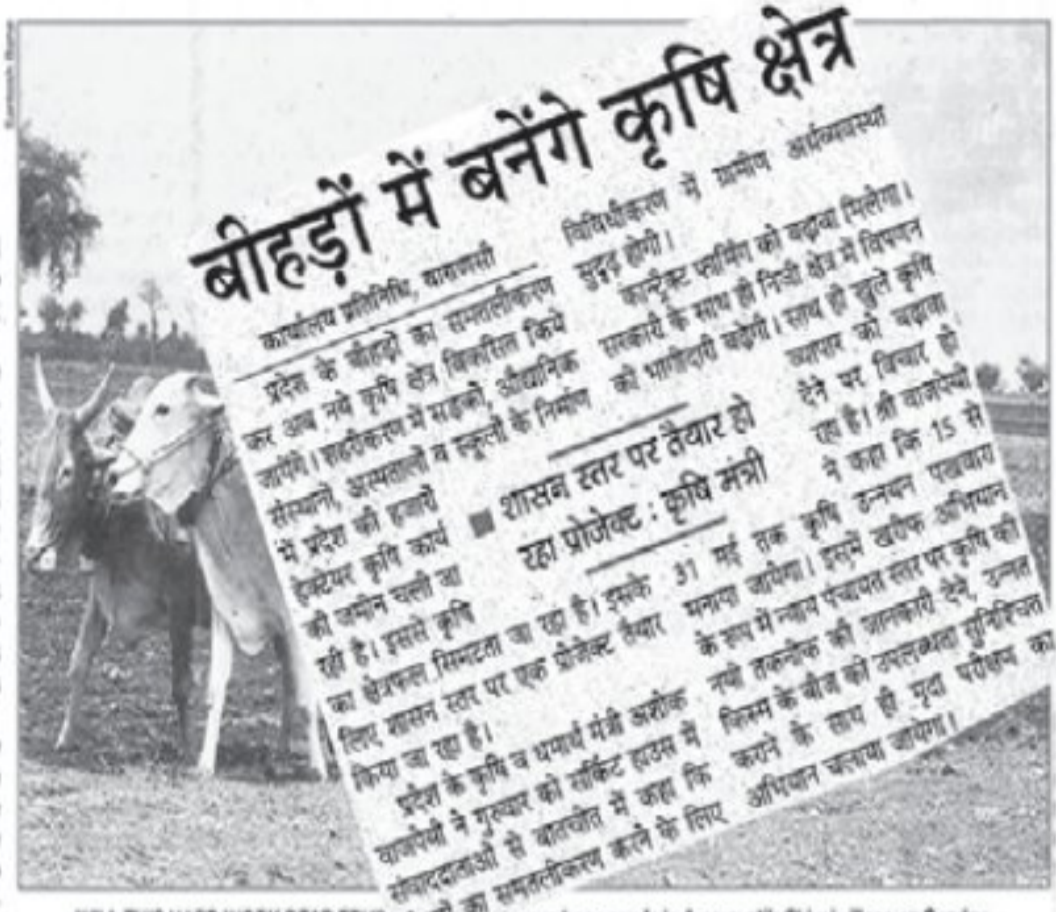 बीहड़ों में बनेंगे कृषि क्षेत्र
कार्यालय प्रतिनिधि, वाराणसी
प्रदेश के बीहड़ों का समतलीकरण
कर अब नये कृषि क्षेत्र विकसित किये
जायेंगे। शहरीकरण में सड़कों, औद्योगिक
संस्थानों, अस्पतालों व स्कूलों के निर्माण
में प्रदेश की हजारों
हेक्टेयर कृषि कार्य
की जमीन चली जा
रही है। इससे कृषि
का क्षेत्रफल सिमटता जा रहा है। इसके
लिए शासन स्तर पर एक प्रोजेक्ट तैयार
किया जा रहा है।
प्रदेश के कृषि व धर्मार्थ मंत्री अशोक
वाजपेयी ने गुरुवार को सर्किट हाउस में
संवाददाताओं से बातचीत में कहा कि
का समतलीकरण करने के लिए
■ शासन स्तर पर तैयार हो
रहा प्रोजेक्ट : कृषि मंत्री
विविधीकरण में ग्रामीण अर्थव्यवस्था
सुदृढ़ होगी।
कान्ट्रैक्ट फार्मिंग को बढ़ावा मिलेगा।
सरकारी के साथ ही निजी क्षेत्र में विपणन
की भागीदारी बढ़ेगी। साथ ही खुले कृषि
व्यापार को बढ़ावा
देने पर विचार हो
रहा है। श्री वाजपेयी
ने कहा कि 15 से
31 मई तक कृषि उन्नयन पखवारा
मनाया जायेगा। इसमें खरीफ अभियान
के रूप में न्याय पंचायत स्तर पर कृषि की
नयी तकनीक की जानकारी देने, उन्नत
किस्म के बीज की उपलब्धता सुनिश्चित
कराने के साथ ही मृदा परीक्षण का
अभियान चलाया जायेगा।